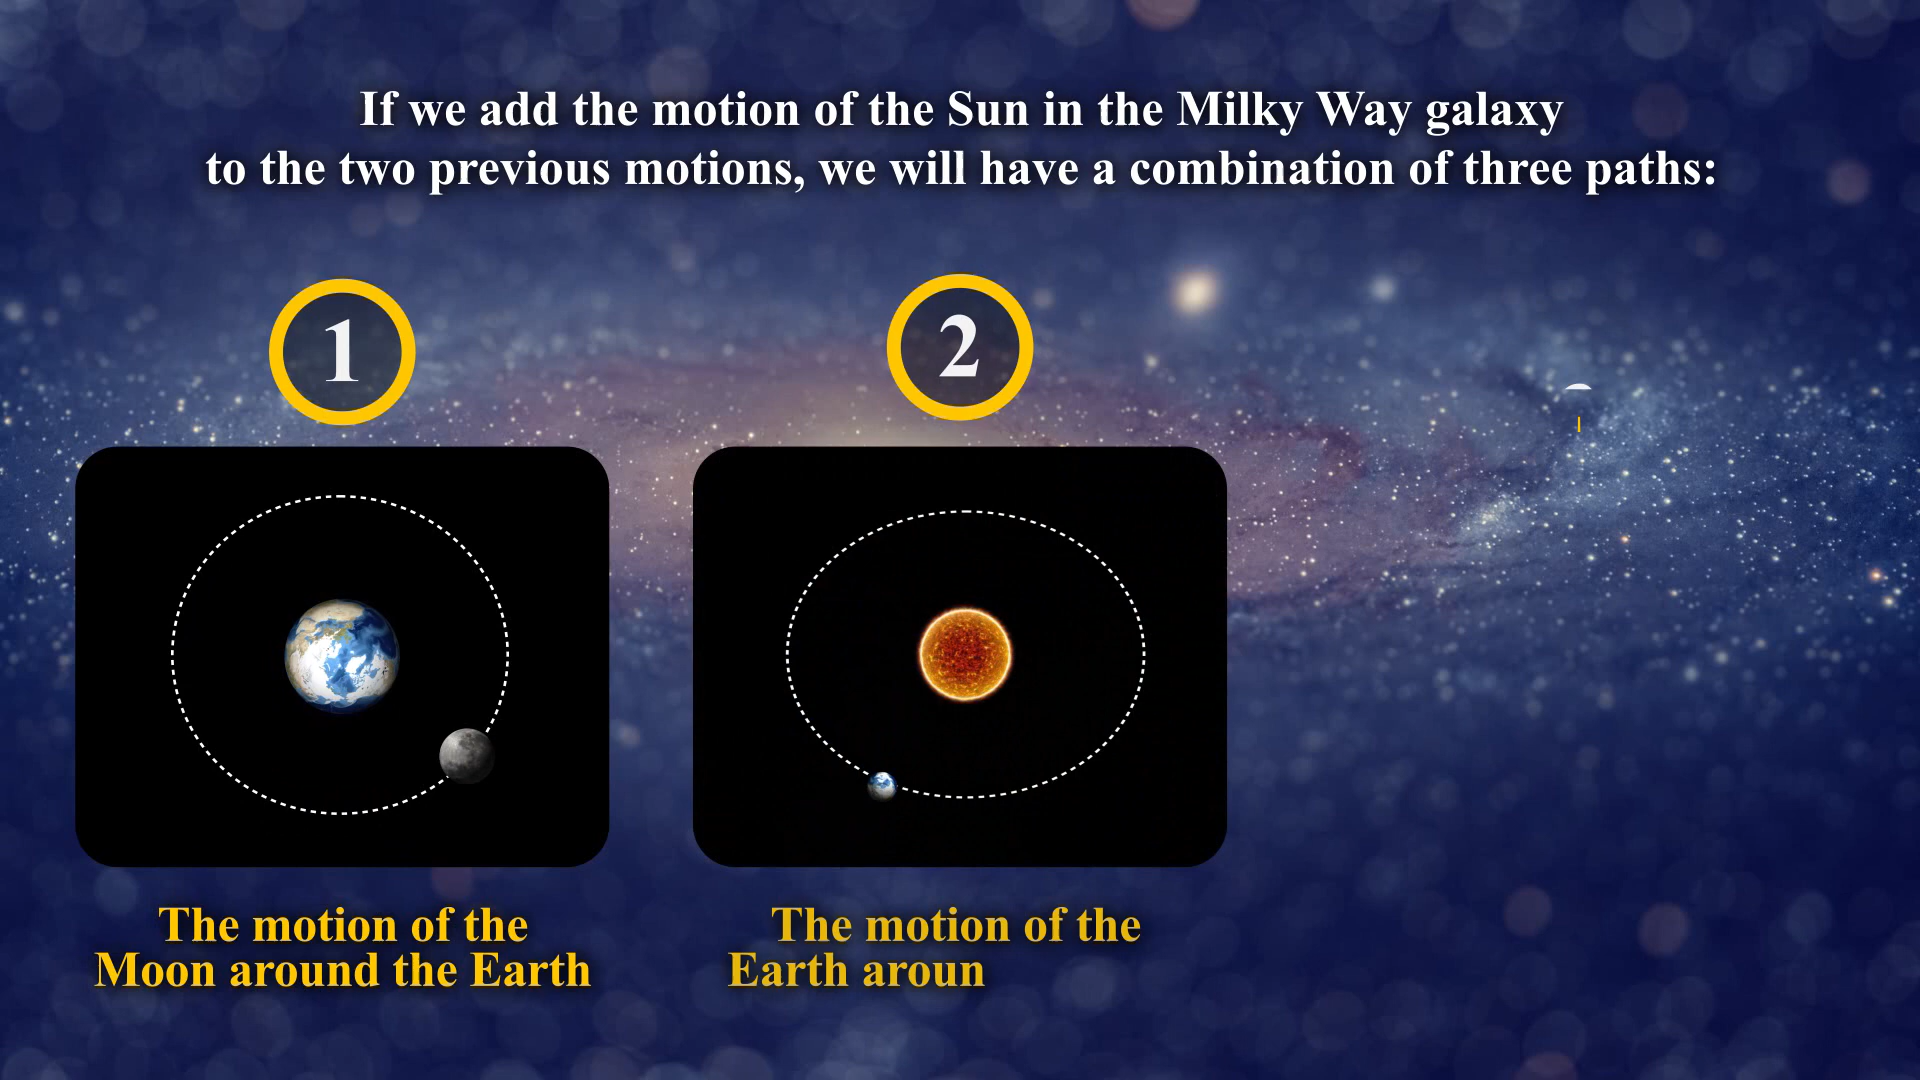 If we add the motion of the Sun in the Milky Way galaxy
to the two previous motions, we will have a combination of three paths:
1
2
The motion of the
Moon around the Earth
The motion of the
Earth aroun